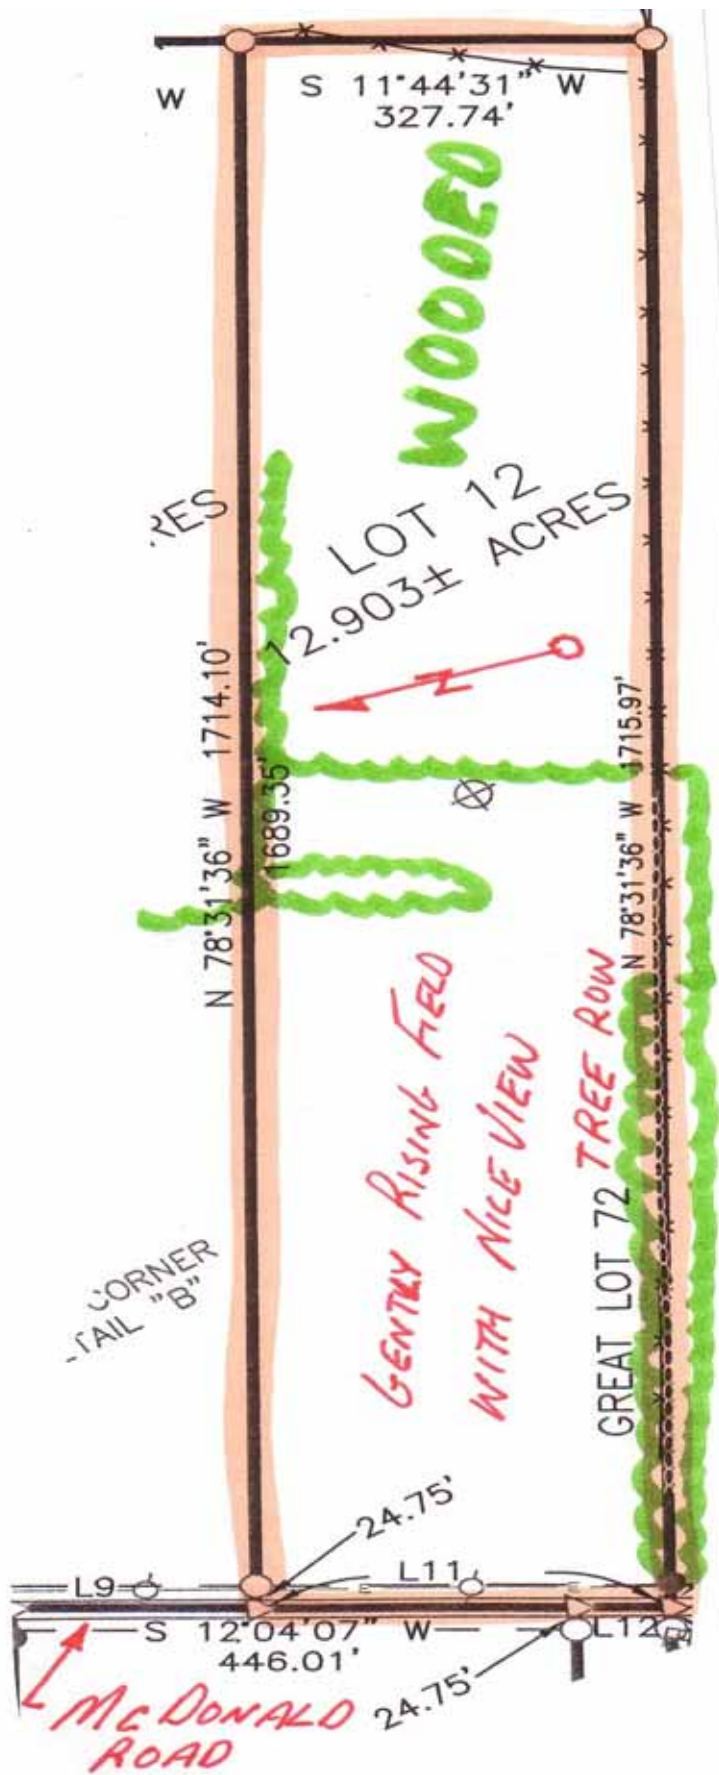 W
S 11°44'31" W
327.74'
WOODED
RES
LOT 12
12.903± ACRES
N
N 78°31'36" W 1714.10'
1689.35'
N 78°31'36" W 1715.97'
GENTLY RISING FIELD
WITH NICE VIEW
TREE ROW
GREAT LOT 72
CORNER
TAIL "B"
24.75'
L9
L11
S 12°04'07" W
446.01'
L12
24.75'
McDONALD
ROAD